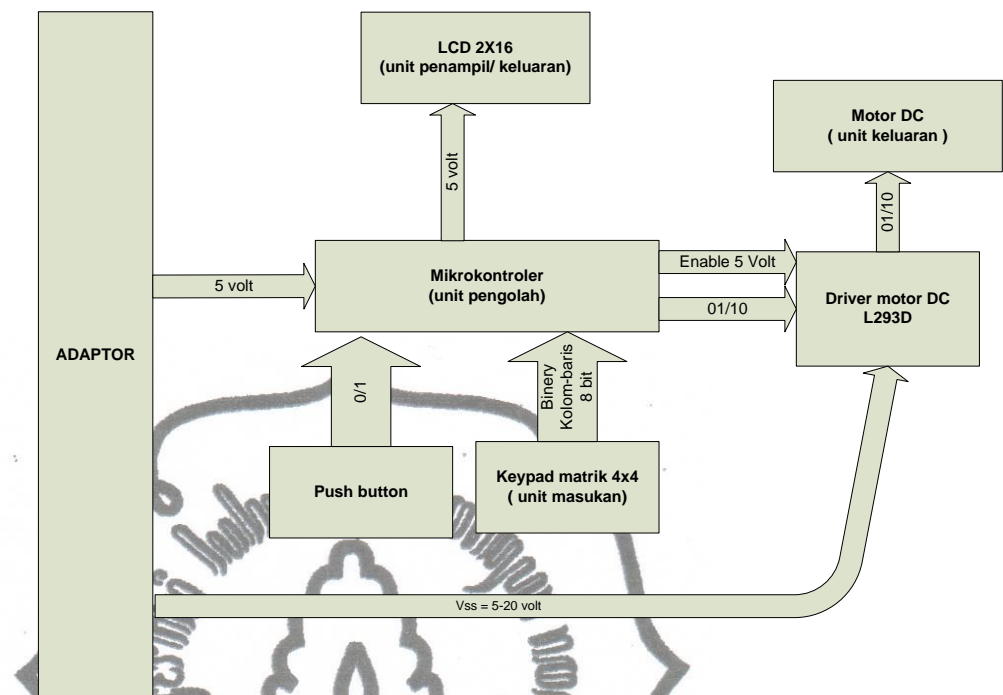 LCD 2X16
(unit penampil/ keluaran)
Motor DC
( unit keluaran )
5 volt
01/10
Mikrokontroler
(unit pengolah)
Enable 5 Volt
5 volt
01/10
Driver motor DC
L293D
ADAPTOR
0/1
Binery
Kolom-baris
8 bit
Push button
Keypad matrik 4x4
( unit masukan)
Vss = 5-20 volt